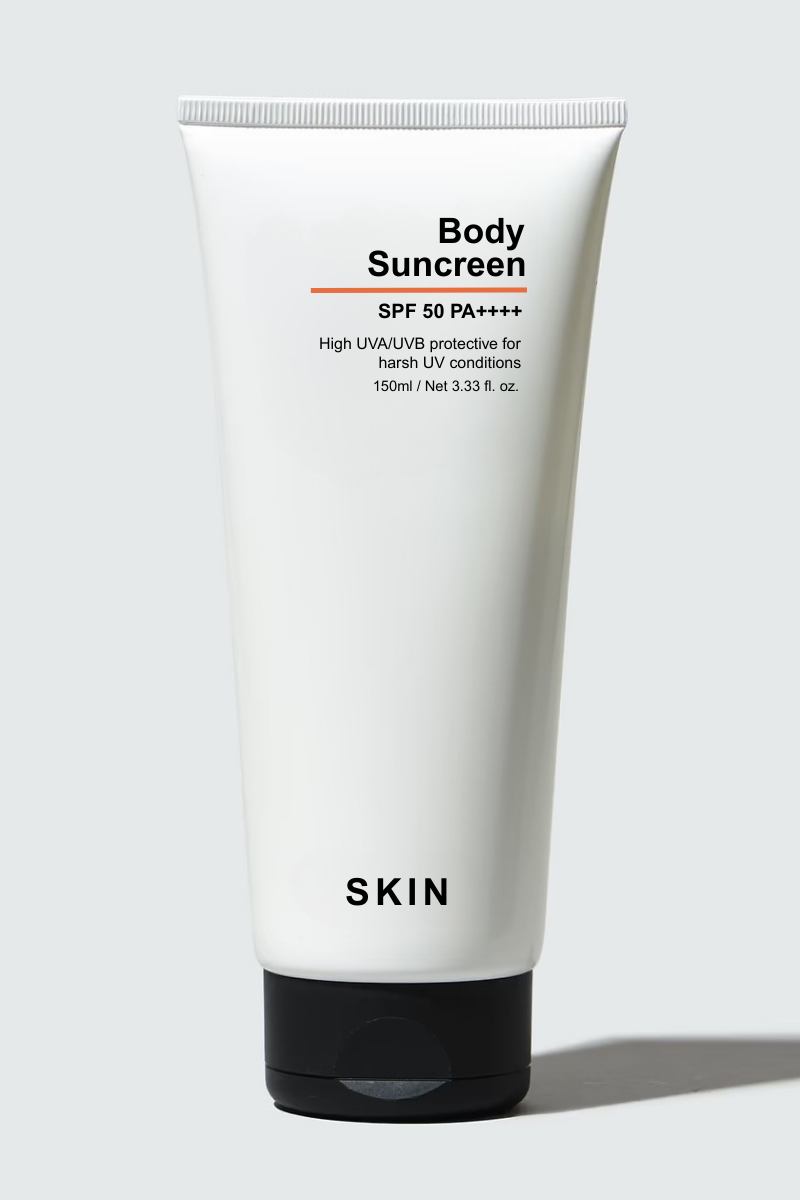 Body
Suncreen
SPF 50 PA++++
High UVA/UVB protective for
harsh UV conditions
150ml / Net 3.33 fl. oz.
SKIN